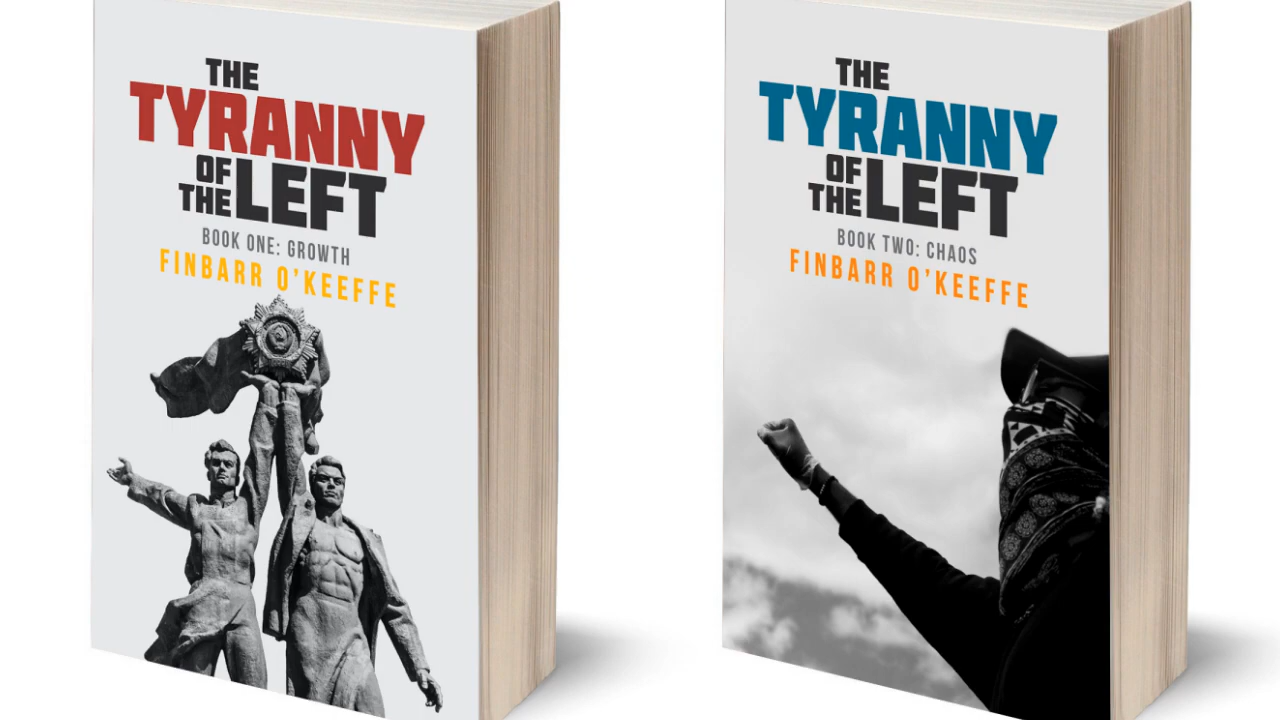 THE
TYRANNY
OF
THE LEFT
BOOK ONE: GROWTH
FINBARR O'KEEFFE
THE
TYRANNY
OF
THE LEFT
BOOK TWO: CHAOS
FINBARR O'KEEFFE